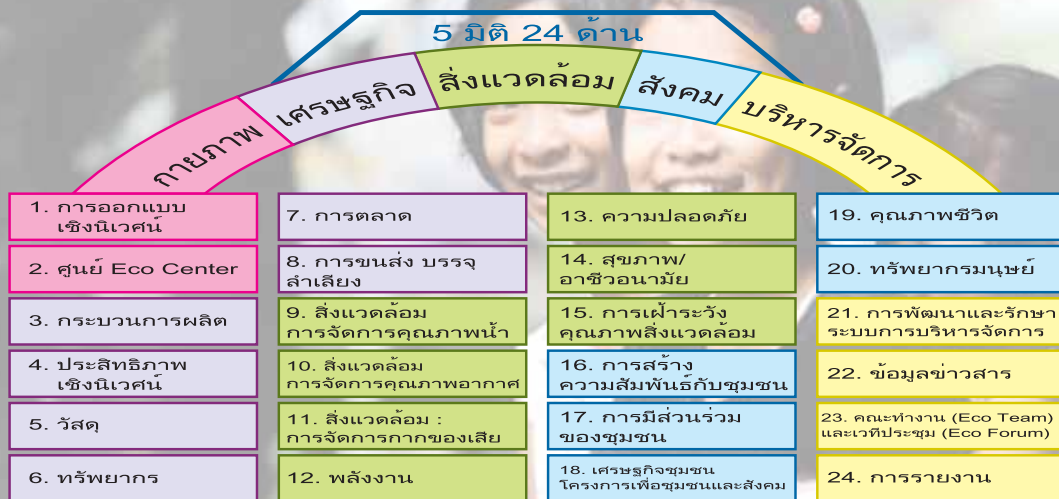 5 มิติ 24 ด้าน
กายภาพ
เศรษฐกิจ
สิ่งแวดล้อม
สังคม
บริหารจัดการ
1. การออกแบบ
เชิงนิเวศน์
2. ศูนย์ Eco Center
3. กระบวนการผลิต
4. ประสิทธิภาพ
เชิงนิเวศน์
5. วัสดุ
6. ทรัพยากร
7. การตลาด
8. การขนส่ง บรรจุ
ลำเลียง
9. สิ่งแวดล้อม
การจัดการคุณภาพน้ำ
10. สิ่งแวดล้อม
การจัดการคุณภาพอากาศ
11. สิ่งแวดล้อม :
การจัดการกากของเสีย
12. พลังงาน
13. ความปลอดภัย
14. สุขภาพ/
อาชีวอนามัย
15. การเฝ้าระวัง
คุณภาพสิ่งแวดล้อม
16. การสร้าง
ความสัมพันธ์กับชุมชน
17. การมีส่วนร่วม
ของชุมชน
18. เศรษฐกิจชุมชน
โครงการเพื่อชุมชนและสังคม
19. คุณภาพชีวิต
20. ทรัพยากรมนุษย์
21. การพัฒนาและรักษา
ระบบการบริหารจัดการ
22. ข้อมูลข่าวสาร
23. คณะทำงาน (Eco Team)
และเวทีประชุม (Eco Forum)
24. การรายงาน